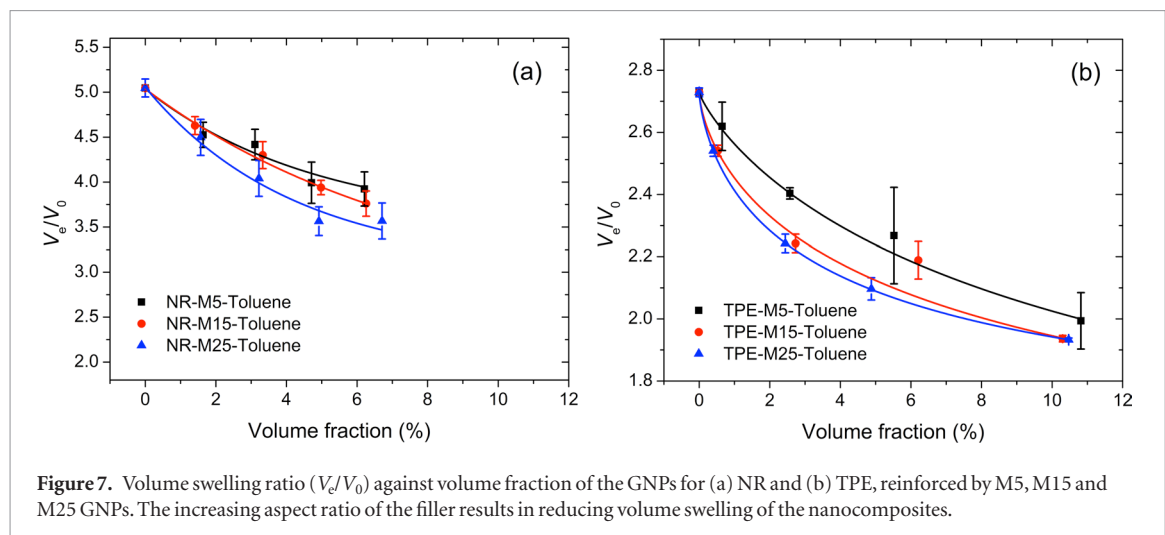 (a)
5.5
5.0
4.5
4.0
3.5
3.0
2.5
2.0
Ve/V0
NR-M5-Toluene
NR-M15-Toluene
NR-M25-Toluene
0 2 4 6 8 10 12
Volume fraction (%)
(b)
2.8
2.6
2.4
2.2
2.0
1.8
Ve/V0
TPE-M5-Toluene
TPE-M15-Toluene
TPE-M25-Toluene
0 2 4 6 8 10 12
Volume fraction (%)
Figure 7. Volume swelling ratio (Ve/V0) against volume fraction of the GNPs for (a) NR and (b) TPE, reinforced by M5, M15 and
M25 GNPs. The increasing aspect ratio of the filler results in reducing volume swelling of the nanocomposites.